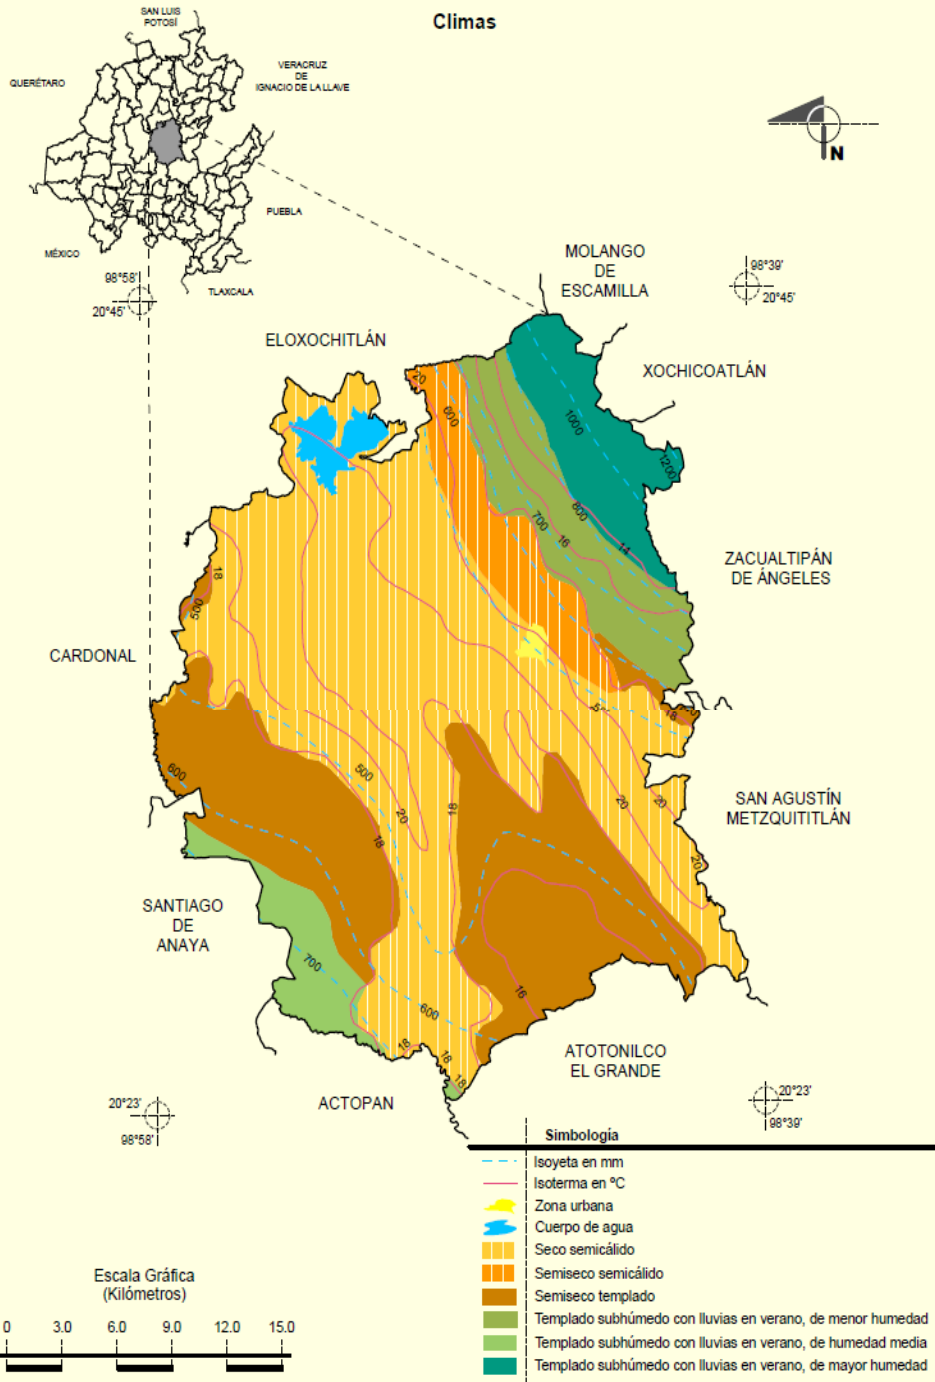 Climas
SAN LUIS
POTOSÍ
QUERÉTARO
VERACRUZ
DE
IGNACIO DE LA LLAVE
PUEBLA
MÉXICO
TLAXCALA
N
98°58'
20°45'
98°39'
20°45'
MOLANGO
DE
ESCAMILLA
ELOXOCHITLÁN
XOCHICOATLÁN
ZACUALTIPÁN
DE ÁNGELES
CARDONAL
SAN AGUSTÍN
METZQUITITLÁN
SANTIAGO
DE
ANAYA
ATOTONILCO
EL GRANDE
ACTOPAN
20
600
1000
1200
800
700
16
14
18
500
18
600
500
20
18
18
20
20
20
16
700
600
18
18
18
20°23'
98°58'
20°23'
98°39'
Simbología
Isoyeta en mm
Isoterma en ºC
Zona urbana
Cuerpo de agua
Seco semicálido
Semiseco semicálido
Semiseco templado
Templado subhúmedo con lluvias en verano, de menor humedad
Templado subhúmedo con lluvias en verano, de humedad media
Templado subhúmedo con lluvias en verano, de mayor humedad
Escala Gráfica
(Kilómetros)
0 3.0 6.0 9.0 12.0 15.0